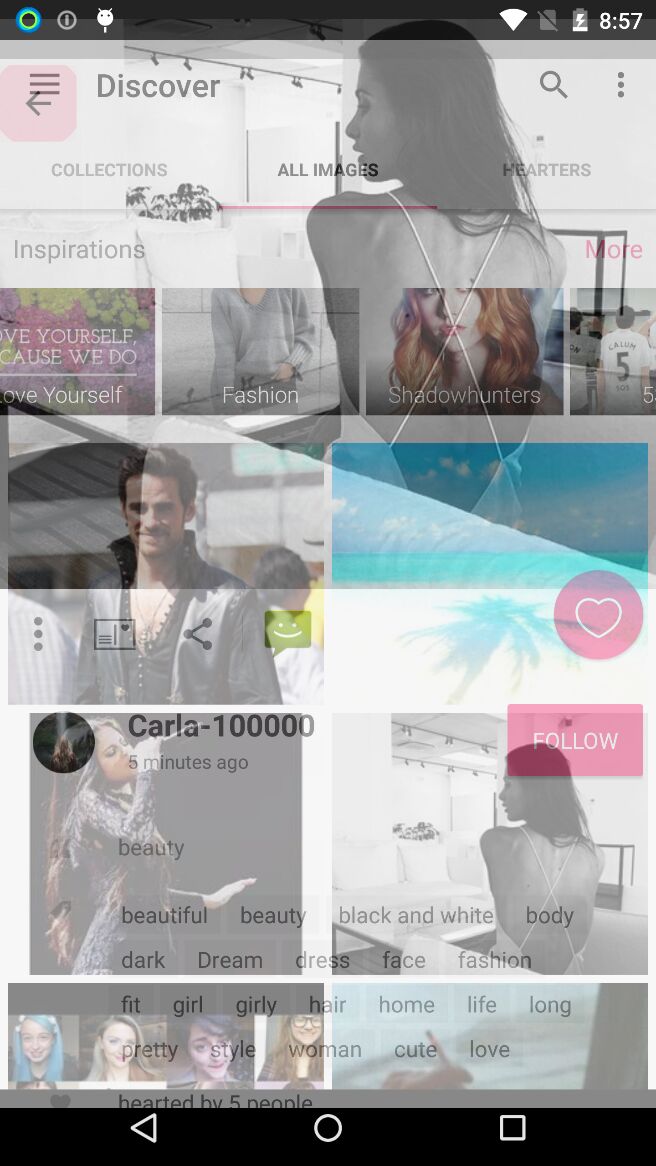 8:57
Discover
COLLECTIONS ALL IMAGES HEARTERS
Inspirations More
OVE YOURSELF,
CAUSE WE DO
ove Yourself Fashion Shadowhunters 5
CALUM
5
SOS
Carla-100000
5 minutes ago
FOLLOW
beauty
beautiful beauty black and white body
dark Dream dress face fashion
fit girl girly hair home life long
pretty style woman cute love
hearted by 5 people